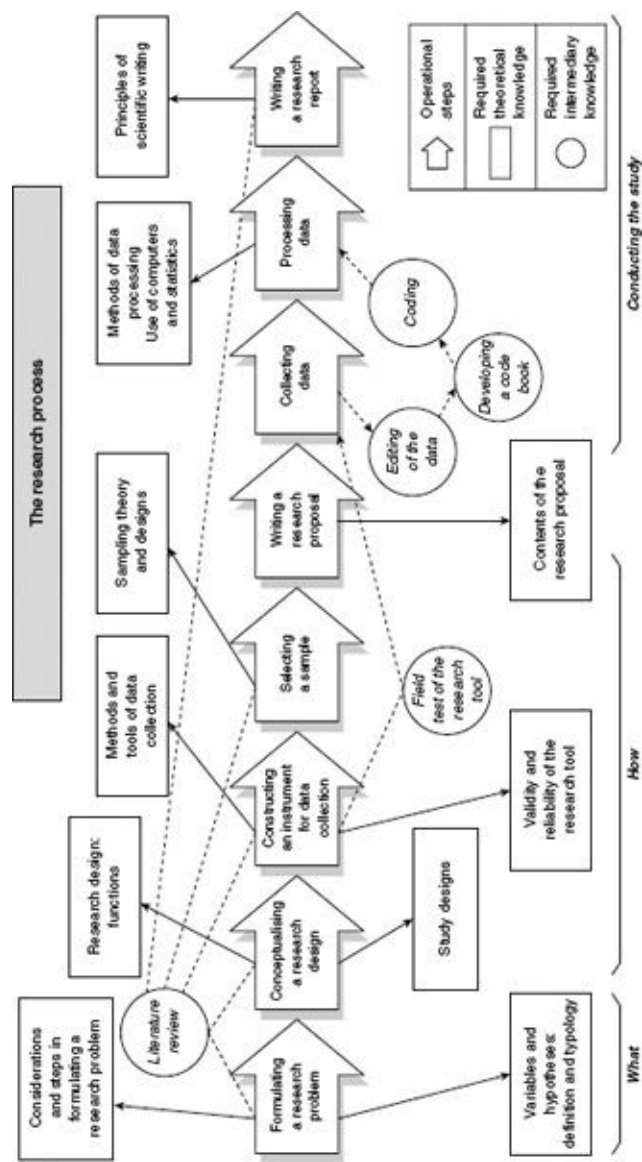 The research process
Considerations
and steps in
formulating a
research problem
Research design:
functions
Methods and
tools of data
collection
Sampling theory
and designs
Methods of data
processing
Use of computers
and statistics
Principles of
scientific writing
Literature
review
Formulating
a research
problem
Conceptualising
a research
design
Constructing
an instrument
for data
collection
Selecting
a sample
Writing a
research
proposal
Collecting
data
Processing
data
Writing
a research
report
Field
test of the
research
tool
Editing
of the
data
Developing
a code
book
Coding
Variables and
hypotheses:
definition and typology
Study designs
Validity and
reliability of the
research tool
Contents of the
research proposal
Operational
steps
Required
theoretical
knowledge
Required
intermediary
knowledge
What
How
Conducting the study